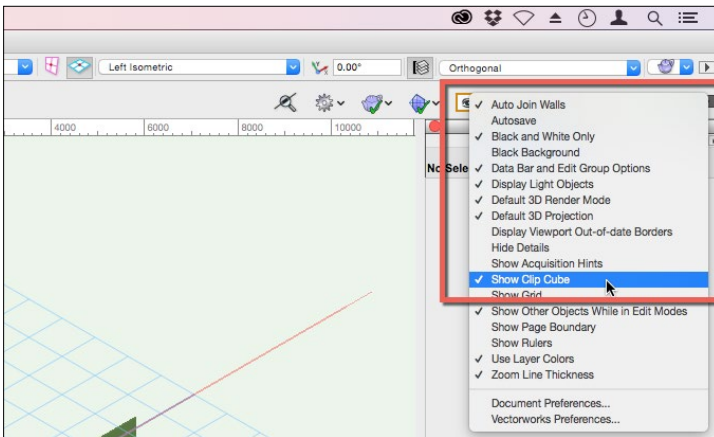 Left Isometric 0.00° Orthogonal
4000 6000 8000 10000
✓ Auto Join Walls
Autosave
✓ Black and White Only
Black Background
✓ Data Bar and Edit Group Options
✓ Display Light Objects
✓ Default 3D Render Mode
✓ Default 3D Projection
Display Viewport Out-of-date Borders
Hide Details
Show Acquisition Hints
✓ Show Clip Cube
Show Grid
✓ Show Other Objects While in Edit Modes
Show Page Boundary
Show Rulers
✓ Use Layer Colors
✓ Zoom Line Thickness
Document Preferences...
Vectorworks Preferences...
No Sele